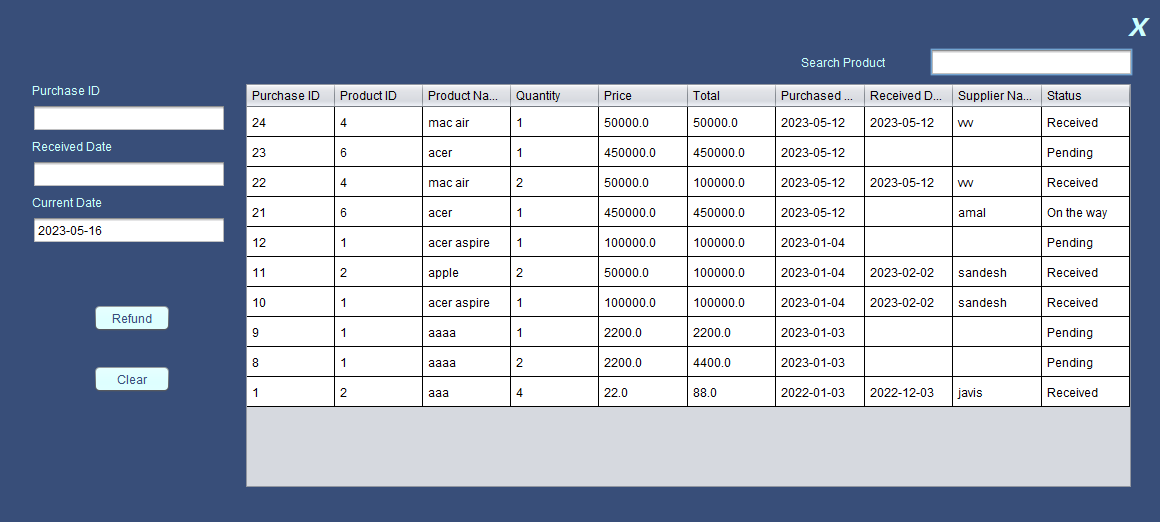 X
Search Product
Purchase ID
Received Date
Current Date
2023-05-16
Refund
Clear
Purchase ID Product ID Product Na... Quantity Price Total Purchased ... Received D... Supplier Na... Status
24 4 mac air 1 50000.0 50000.0 2023-05-12 2023-05-12 vv Received
23 6 acer 1 450000.0 450000.0 2023-05-12 Pending
22 4 mac air 2 50000.0 100000.0 2023-05-12 2023-05-12 vv Received
21 6 acer 1 450000.0 450000.0 2023-05-12 amal On the way
12 1 acer aspire 1 100000.0 100000.0 2023-01-04 Pending
11 2 apple 2 50000.0 100000.0 2023-01-04 2023-02-02 sandesh Received
10 1 acer aspire 1 100000.0 100000.0 2023-01-04 2023-02-02 sandesh Received
9 1 aaaa 1 2200.0 2200.0 2023-01-03 Pending
8 1 aaaa 2 2200.0 4400.0 2023-01-03 Pending
1 2 aaa 4 22.0 88.0 2022-01-03 2022-12-03 javis Received